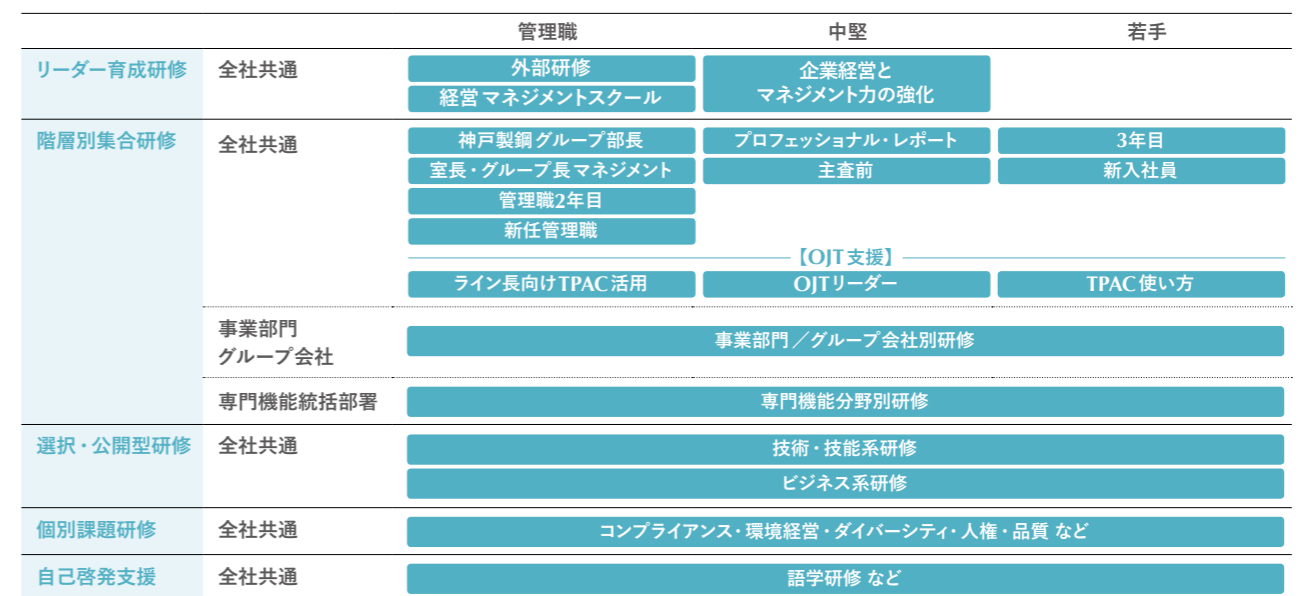 管理職 中堅 若手
リーダー育成研修 全社共通 外部研修 企業経営と
経営マネジメントスクール マネジメント力の強化
階層別集合研修 全社共通 神戸製鋼グループ部長 プロフェッショナル・レポート 3年目
室長・グループ長マネジメント 主査前 新入社員
管理職2年目
新任管理職
【OJT支援】
ライン長向けTPAC活用 OJTリーダー TPAC使い方
事業部門
グループ会社
事業部門／グループ会社別研修
専門機能統括部署 専門機能分野別研修
選択・公開型研修 全社共通 技術・技能系研修
ビジネス系研修
個別課題研修 全社共通 コンプライアンス・環境経営・ダイバーシティ・人権・品質 など
自己啓発支援 全社共通 語学研修 など